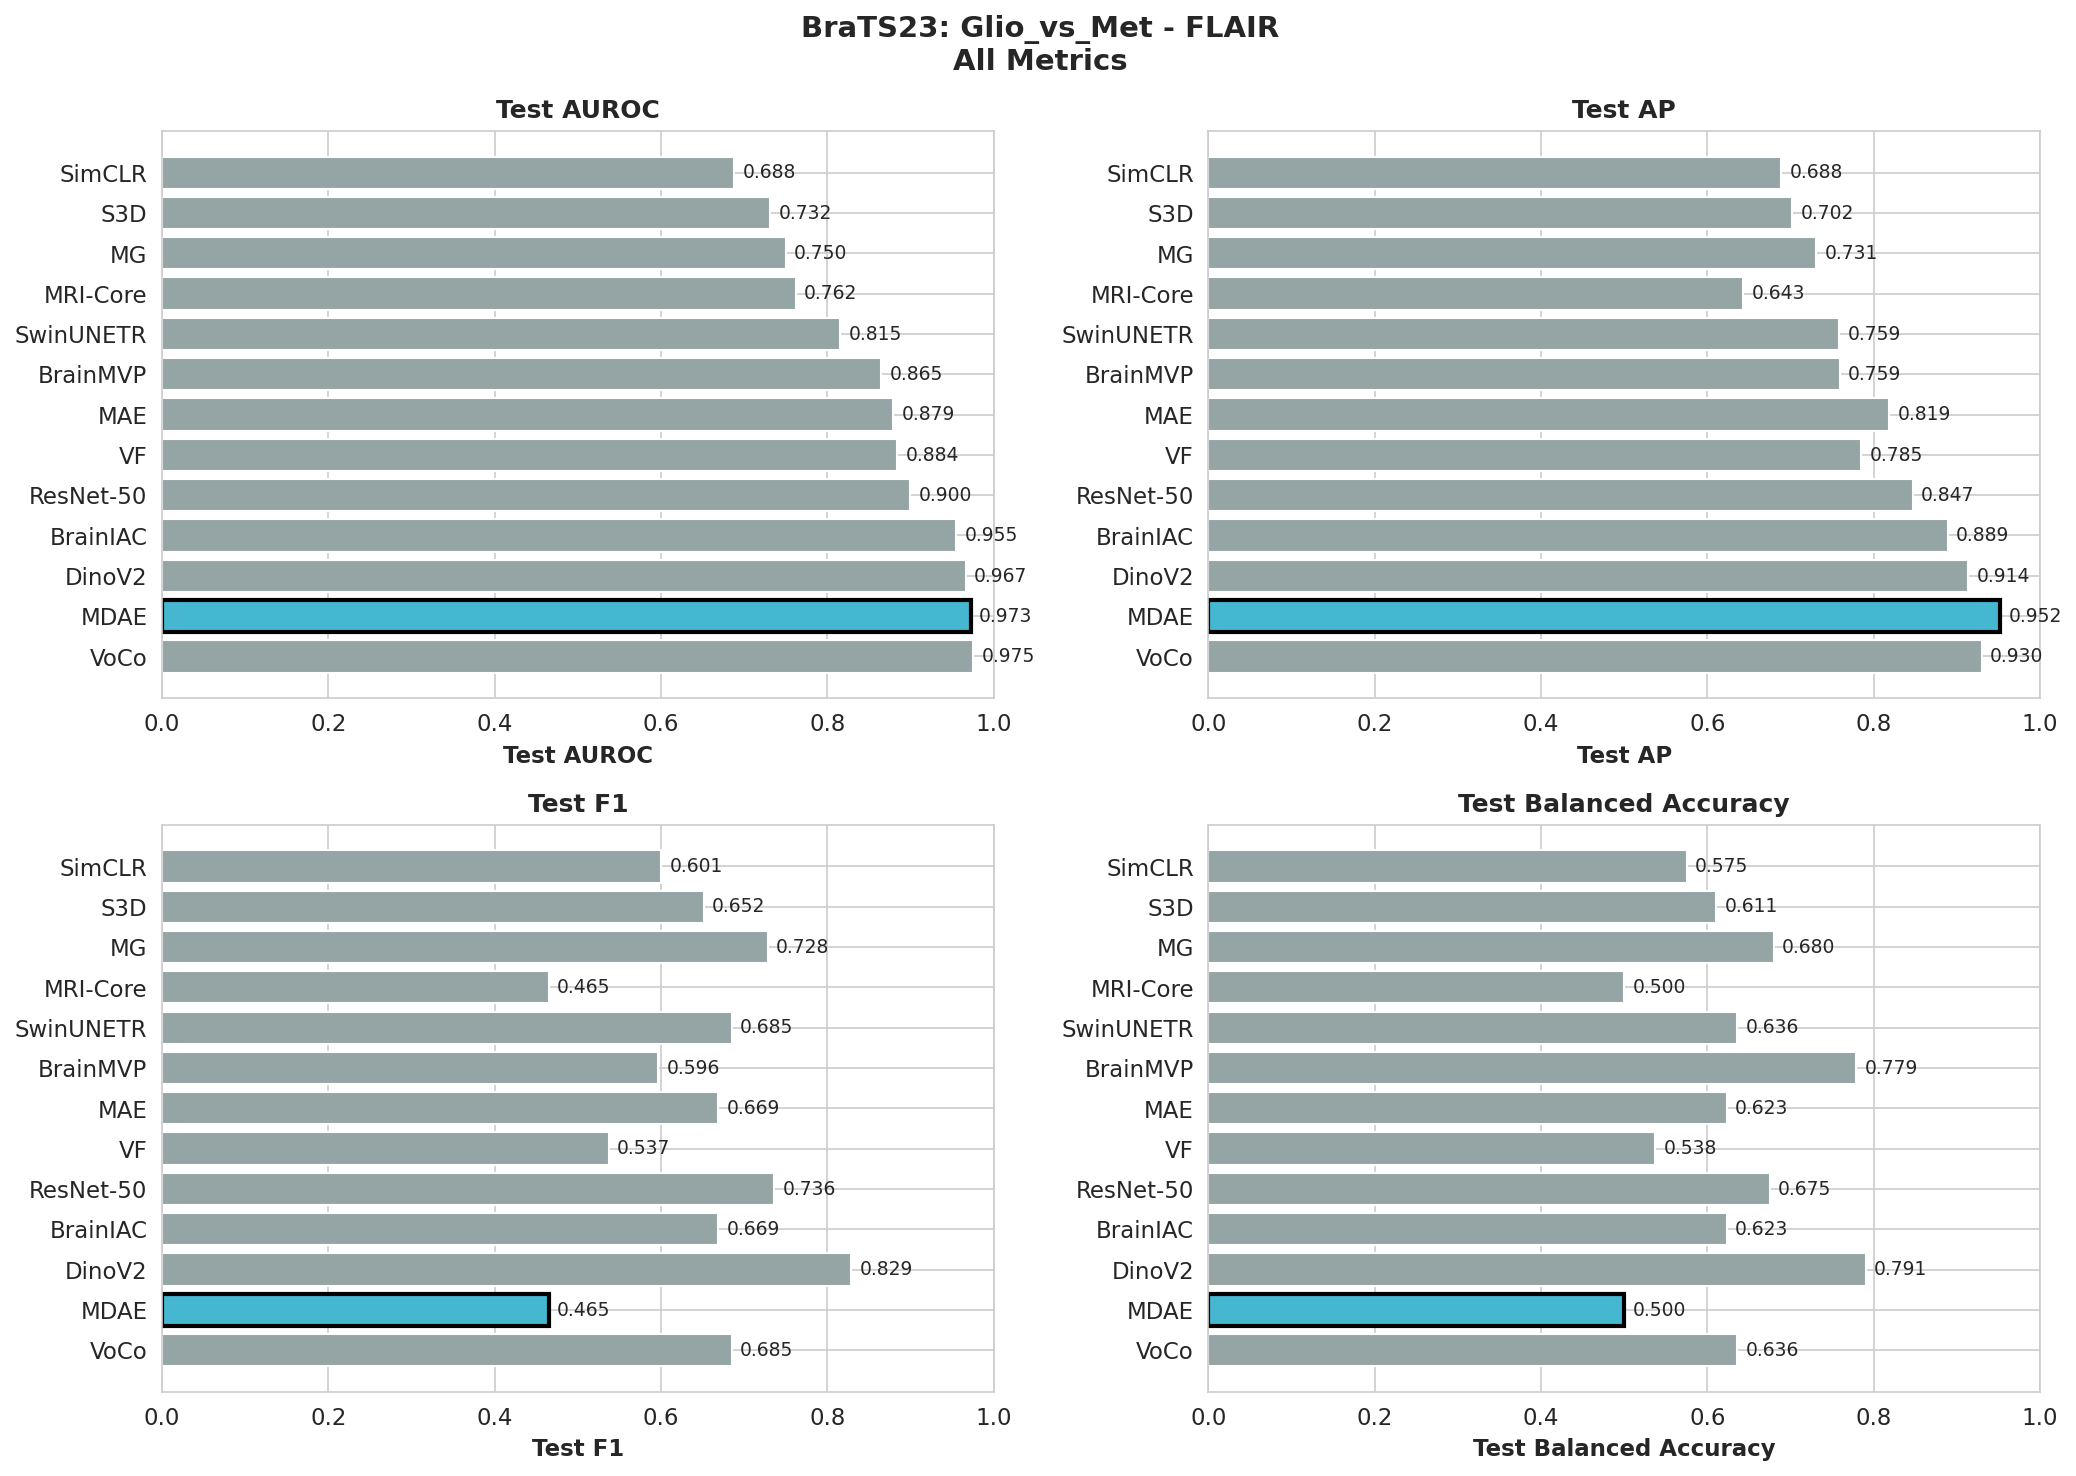 BraTS23: Glio_vs_Met - FLAIR
All Metrics
Test AUROC
SimCLR 0.688
S3D 0.732
MG 0.750
MRI-Core 0.762
SwinUNETR 0.815
BrainMVP 0.865
MAE 0.879
VF 0.884
ResNet-50 0.900
BrainIAC 0.955
DinoV2 0.967
MDAE 0.973
VoCo 0.975
0.0 0.2 0.4 0.6 0.8 1.0
Test AUROC
Test AP
SimCLR 0.688
S3D 0.702
MG 0.731
MRI-Core 0.643
SwinUNETR 0.759
BrainMVP 0.759
MAE 0.819
VF 0.785
ResNet-50 0.847
BrainIAC 0.889
DinoV2 0.914
MDAE 0.952
VoCo 0.930
0.0 0.2 0.4 0.6 0.8 1.0
Test AP
Test F1
SimCLR 0.601
S3D 0.652
MG 0.728
MRI-Core 0.465
SwinUNETR 0.685
BrainMVP 0.596
MAE 0.669
VF 0.537
ResNet-50 0.736
BrainIAC 0.669
DinoV2 0.829
MDAE 0.465
VoCo 0.685
0.0 0.2 0.4 0.6 0.8 1.0
Test F1
Test Balanced Accuracy
SimCLR 0.575
S3D 0.611
MG 0.680
MRI-Core 0.500
SwinUNETR 0.636
BrainMVP 0.779
MAE 0.623
VF 0.538
ResNet-50 0.675
BrainIAC 0.623
DinoV2 0.791
MDAE 0.500
VoCo 0.636
0.0 0.2 0.4 0.6 0.8 1.0
Test Balanced Accuracy